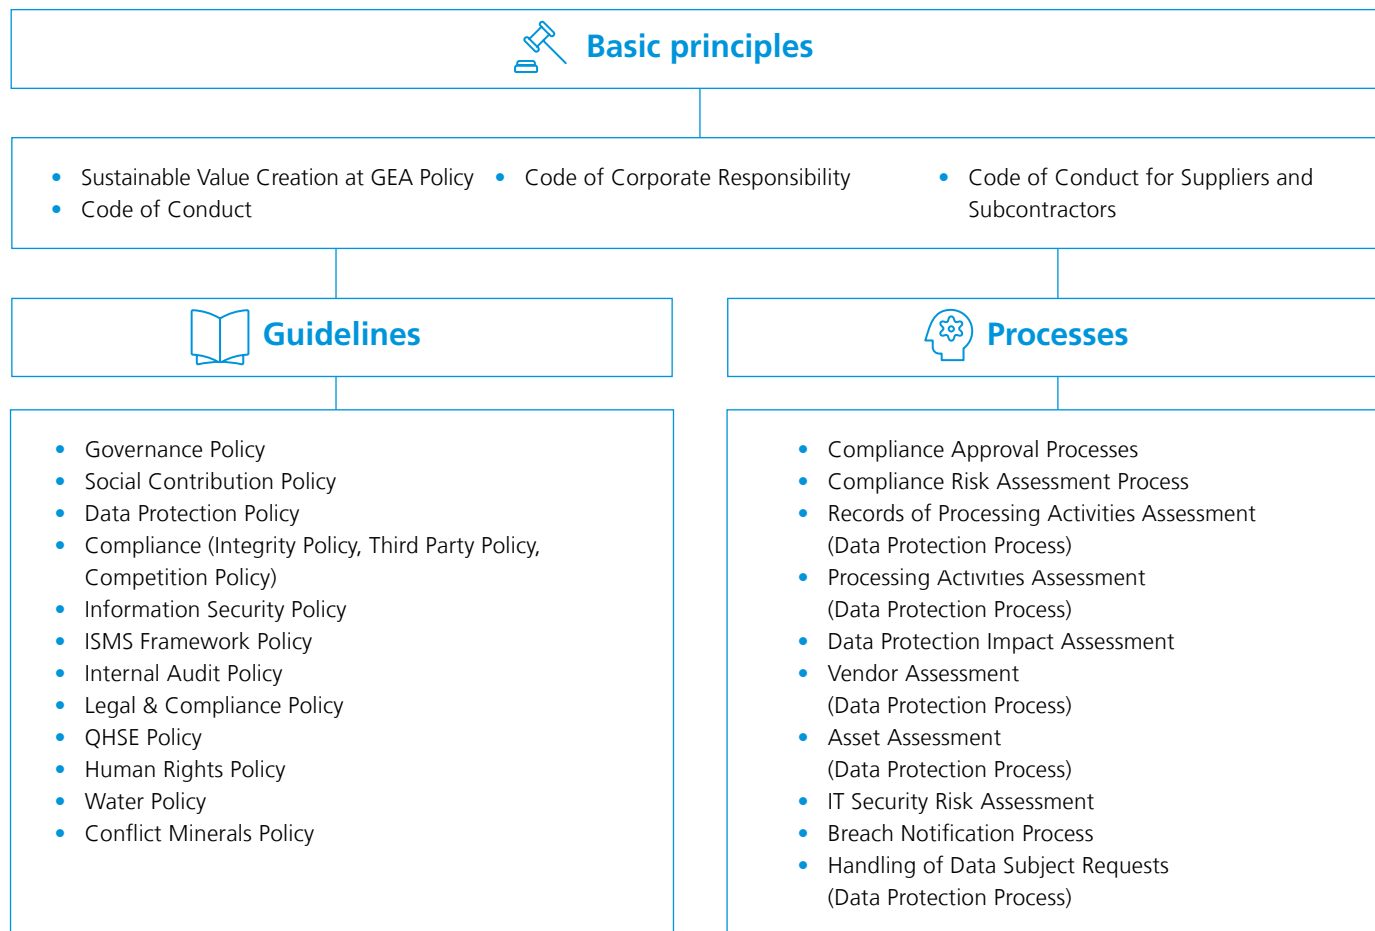 Basic principles
• Sustainable Value Creation at GEA Policy
• Code of Conduct
• Code of Corporate Responsibility
• Code of Conduct for Suppliers and
Subcontractors
Guidelines
• Governance Policy
• Social Contribution Policy
• Data Protection Policy
• Compliance (Integrity Policy, Third Party Policy,
Competition Policy)
• Information Security Policy
• ISMS Framework Policy
• Internal Audit Policy
• Legal & Compliance Policy
• QHSE Policy
• Human Rights Policy
• Water Policy
• Conflict Minerals Policy
Processes
• Compliance Approval Processes
• Compliance Risk Assessment Process
• Records of Processing Activities Assessment
(Data Protection Process)
• Processing Activities Assessment
(Data Protection Process)
• Data Protection Impact Assessment
• Vendor Assessment
(Data Protection Process)
• Asset Assessment
(Data Protection Process)
• IT Security Risk Assessment
• Breach Notification Process
• Handling of Data Subject Requests
(Data Protection Process)